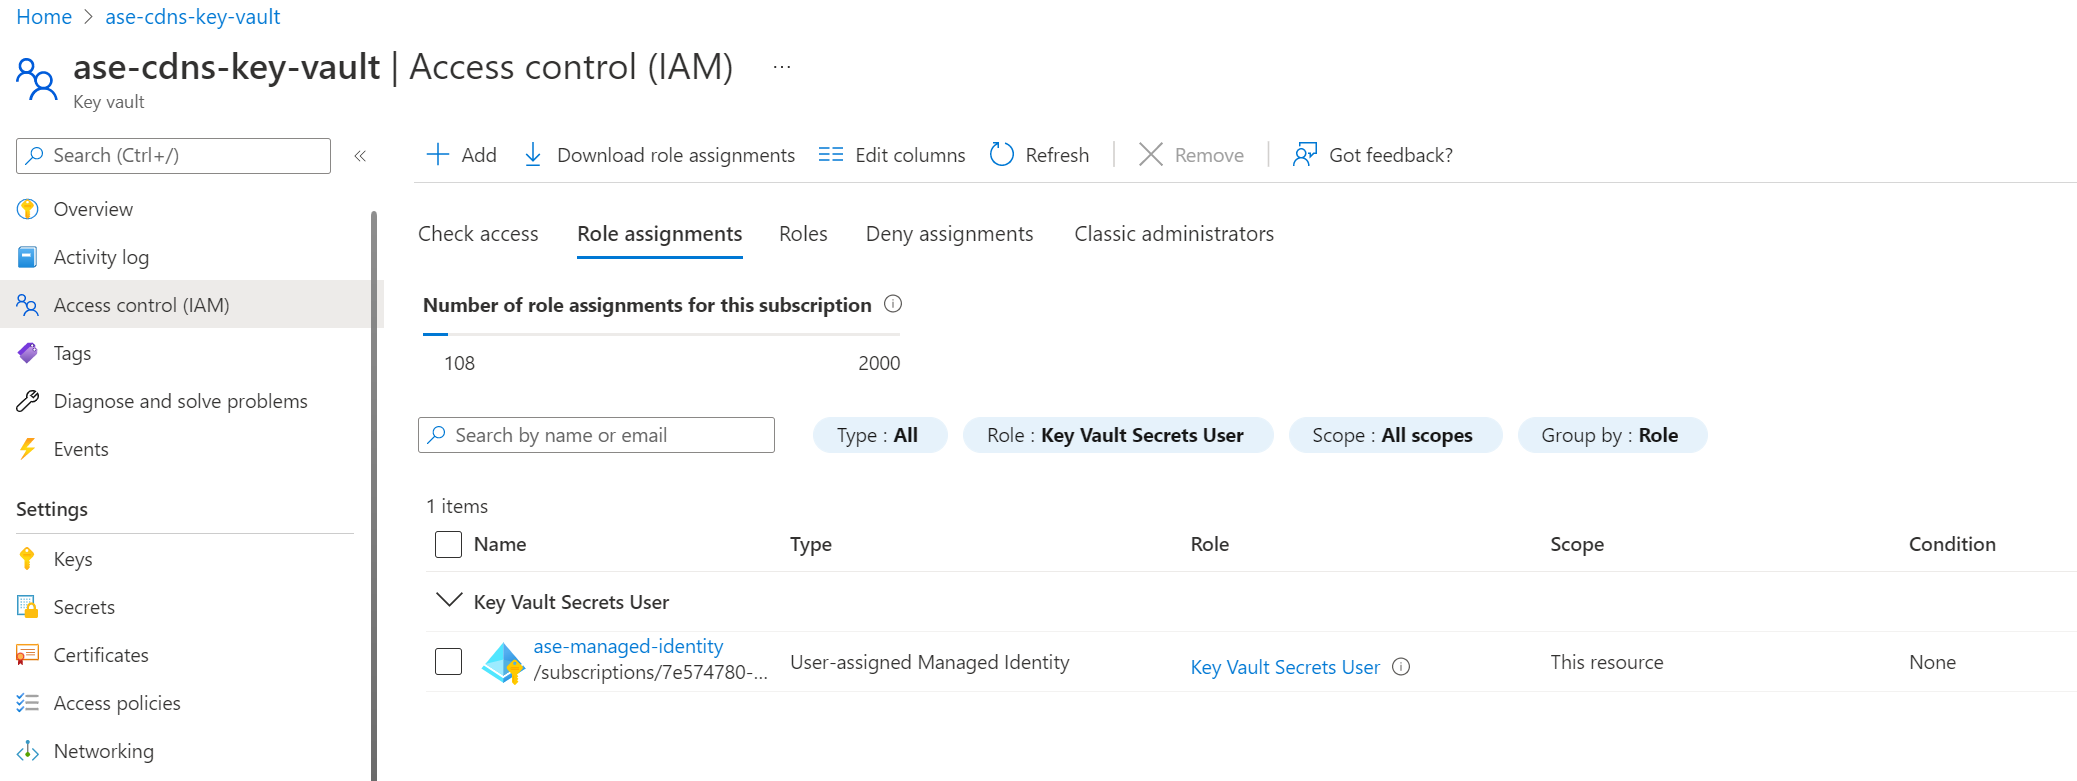 Home > ase-cdns-key-vault
ase-cdns-key-vault | Access control (IAM) ...
Key vault
Search (Ctrl+/) «
Overview
Activity log
Access control (IAM)
Tags
Diagnose and solve problems
Events
Settings
Keys
Secrets
Certificates
Access policies
Networking
Add Download role assignments Edit columns Refresh Remove Got feedback?
Check access Role assignments Roles Deny assignments Classic administrators
Number of role assignments for this subscription
108 2000
Search by name or email Type : All Role : Key Vault Secrets User Scope : All scopes Group by : Role
1 items
Name Type Role Scope Condition
Key Vault Secrets User
ase-managed-identity
/subscriptions/7e574780-... User-assigned Managed Identity Key Vault Secrets User This resource None